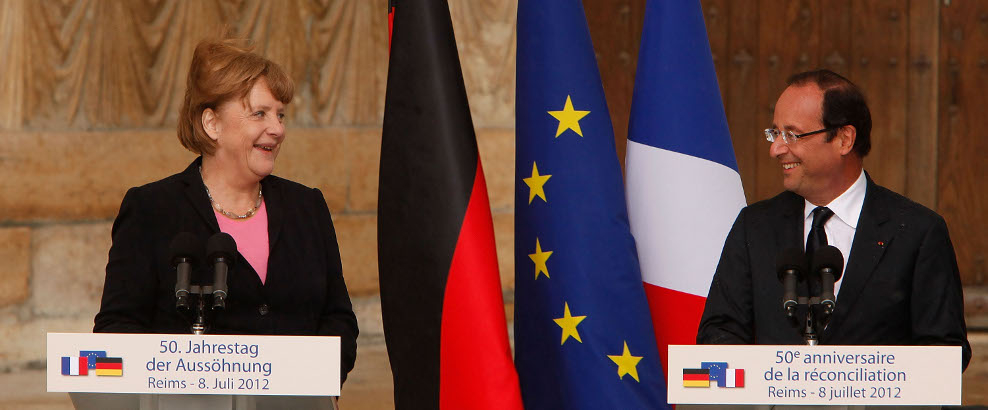 50. Jahrestag
der Aussöhnung
Reims - 8. Juli 2012
50e anniversaire
de la réconciliation
Reims - 8 juillet 2012